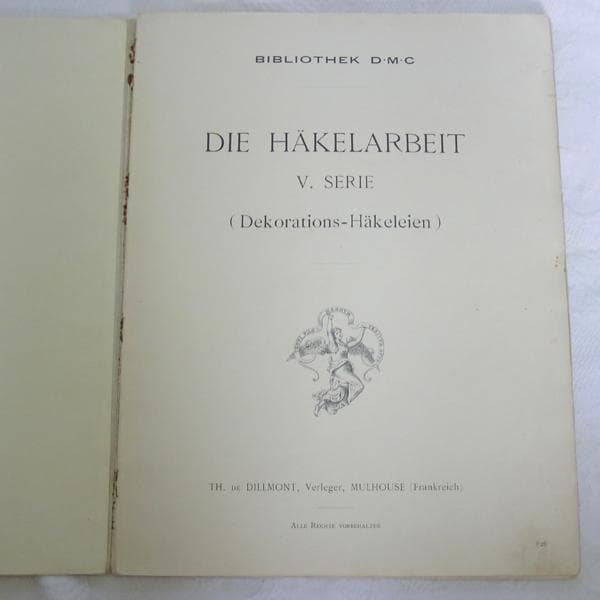 BIBLIOTHEK D·M·C
DIE HÄKELARBEIT
V. SERIE
(Dekorations-Häkeleien)
TH. DE DILLMONT, Verleger, MULHOUSE (Frankreich)
ALLE RECHTE VORBEHALTEN